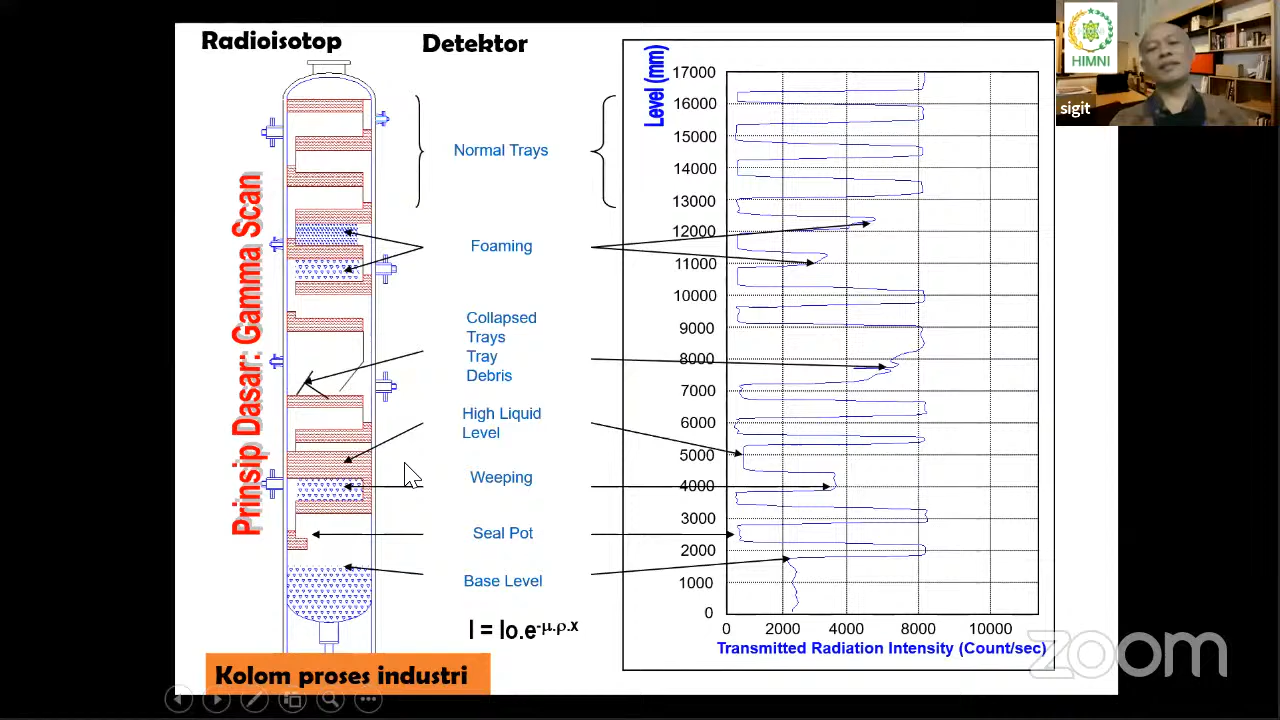 Radioisotop
Detektor
HIMNI
sigit
Prinsip Dasar: Gamma Scan
Normal Trays
Foaming
Collapsed
Trays
Tray
Debris
High Liquid
Level
Weeping
Seal Pot
Base Level
I = Io.e-μ.ρ.x
Kolom proses industri
Level (mm)
17000
16000
15000
14000
13000
12000
11000
10000
9000
8000
7000
6000
5000
4000
3000
2000
1000
0
0 2000 4000 8000 10000
Transmitted Radiation Intensity (Count/sec)
zoom